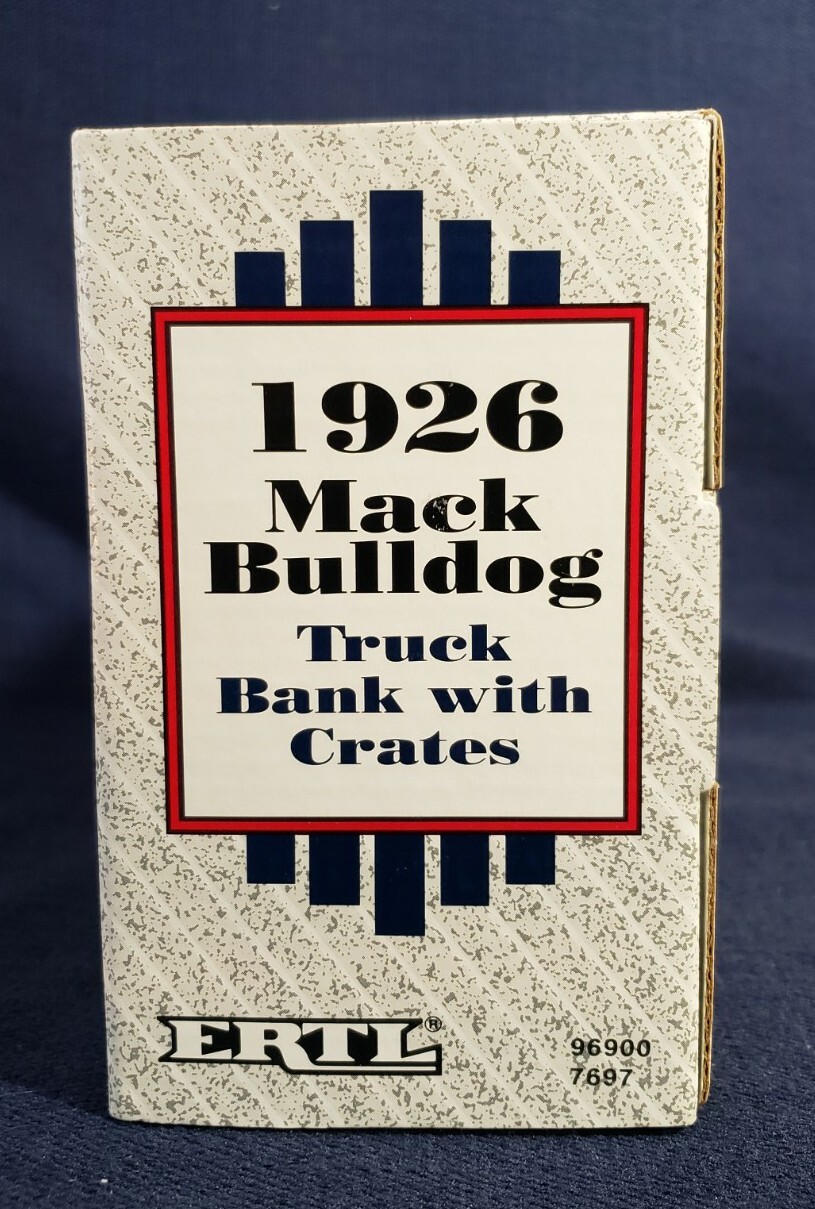 1926
Mack
Bulldog
Truck
Bank with
Crates
ERTL®
96900
7697